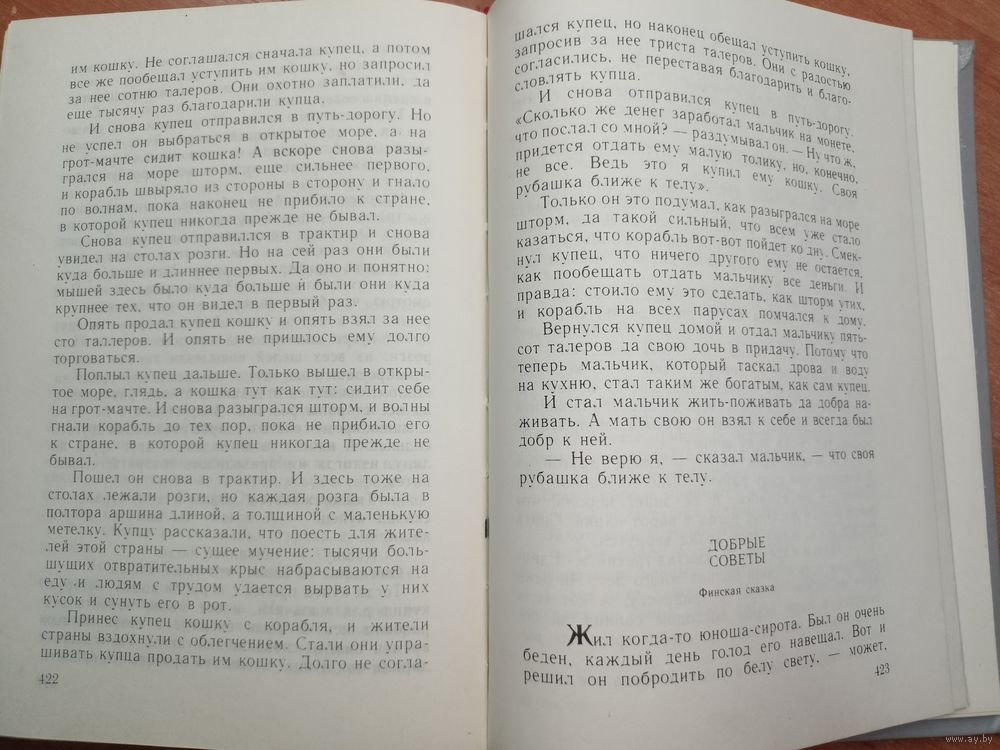 им кошку. Не соглашался сначала купец, а потом
все же пообещал уступить им кошку, но запросил
за нее сотню талеров. Они охотно заплатили, да
еще тысячу раз благодарили купца.
И снова купец отправился в путь-дорогу. Но
не успел он выбраться в открытое море, а на
грот-мачте сидит кошка! А вскоре снова разы-
грался на море шторм, еще сильнее первого,
и корабль швыряло из стороны в сторону и гнало
по волнам, пока наконец не прибило к стране,
в которой купец никогда прежде не бывал.
Снова купец отправиллся в трактир и снова
увидел на столах розги. Но на сей раз они были
куда больше и длиннее первых. Да оно и понятно:
мышей здесь было куда больше и были они куда
крупнее тех, что он видел в первый раз.
Опять продал купец кошку и опять взял за нее
сто таллеров. И опять не пришлось ему долго
торговаться.
Поплыл купец дальше. Только вышел в откры-
тое море, глядь, а кошка тут как тут: сидит себе
на грот-мачте. И снова разыгрался шторм, и волны
гнали корабль до тех пор, пока не прибило его
к стране, в которой купец никогда прежде не
бывал.
Пошел он снова в трактир. И здесь тоже на
столах лежали розги, но каждая розга была в
полтора аршина длиной, а толщиной с маленькую
метелку. Купцу рассказали, что поесть для жите-
лей этой страны — сущее мучение: тысячи боль-
шущих отвратительных крыс набрасываются на
еду и людям с трудом удается вырвать у них
кусок и сунуть его в рот.
Принес купец кошку с корабля, и жители
страны вздохнули с облегчением. Стали они упра-
шивать купца продать им кошку. Долго не согла-
422
шался купец, но наконец обещал уступить кошку,
запросив за нее триста талеров. Они с радостью
согласились, не переставая благодарить и благо-
словлять купца.
И снова отправился купец в путь-дорогу.
«Сколько же денег заработал мальчик на монете,
что послал со мной? — раздумывал он. — Ну что ж,
придется отдать ему малую толику, но, конечно,
не все. Ведь это я купил ему кошку. Своя
рубашка ближе к телу».
Только он это подумал, как разыгрался на море
шторм, да такой сильный, что всем уже стало
казаться, что корабль вот-вот пойдет ко дну. Смек-
нул купец, что ничего другого ему не остается,
как пообещать отдать мальчику все деньги. И
правда: стоило ему это сделать, как шторм утих,
и корабль на всех парусах помчался к дому.
Вернулся купец домой и отдал мальчику пять-
сот талеров да свою дочь в придачу. Потому что
теперь мальчик, который таскал дрова и воду
на кухню, стал таким же богатым, как сам купец.
И стал мальчик жить-поживать да добра на-
живать. А мать свою он взял к себе и всегда был
добр к ней.
— Не верю я, — сказал мальчик, — что своя
рубашка ближе к телу.
ДОБРЫЕ
СОВЕТЫ
Финская сказка
Жил когда-то юноша-сирота. Был он очень
беден, каждый день голод его навещал. Вот и
решил он побродить по белу свету, — может,
423
www.ay.by